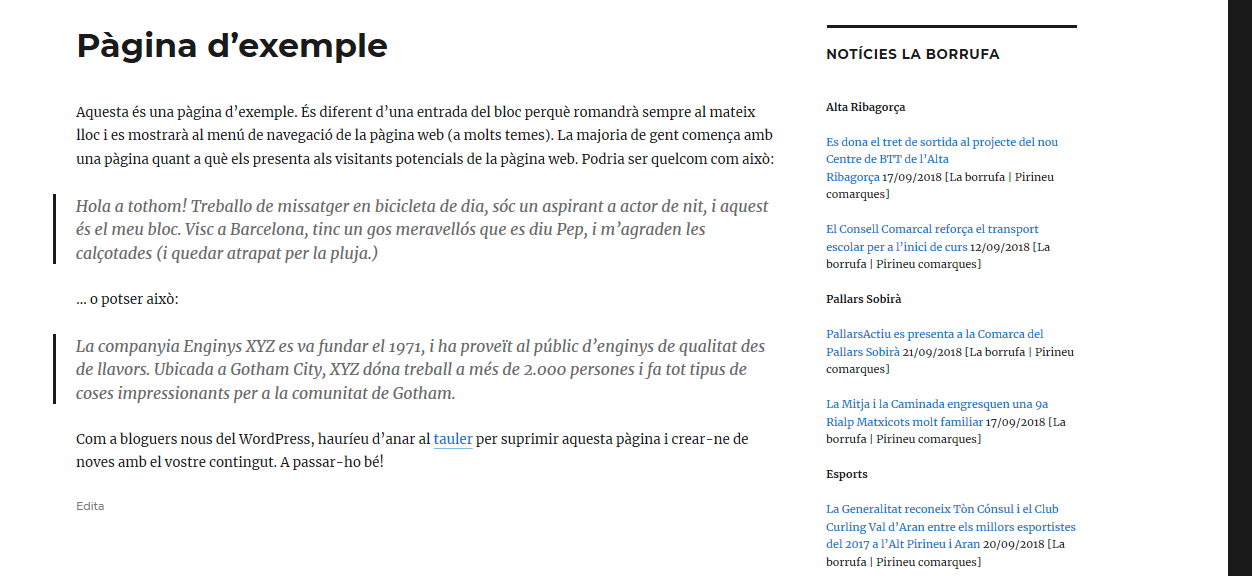 Pàgina d’exemple
Aquesta és una pàgina d’exemple. És diferent d’una entrada del bloc perquè romandrà sempre al mateix
lloc i es mostrarà al menú de navegació de la pàgina web (a molts temes). La majoria de gent comença amb
una pàgina quant a què els presenta als visitants potencials de la pàgina web. Podria ser quelcom com això:
Hola a tothom! Treballo de missatger en bicicleta de dia, sóc un aspirant a actor de nit, i aquest
és el meu bloc. Visc a Barcelona, tinc un gos meravellós que es diu Pep, i m’agraden les
calçotades (i quedar atrapat per la pluja.)
… o potser això:
La companyia Enginys XYZ es va fundar el 1971, i ha proveït al públic d’enginys de qualitat des
de llavors. Ubicada a Gotham City, XYZ dóna treball a més de 2.000 persones i fa tot tipus de
coses impressionants per a la comunitat de Gotham.
Com a bloguers nous del WordPress, hauríeu d’anar al tauler per suprimir aquesta pàgina i crear-ne de
noves amb el vostre contingut. A passar-ho bé!
Edita
NOTÍCIES LA BORRUFA
Alta Ribagorça
Es dona el tret de sortida al projecte del nou
Centre de BTT de l’Alta
Ribagorça 17/09/2018 [La borrufa | Pirineu
comarques]
El Consell Comarcal reforça el transport
escolar per a l’inici de curs 12/09/2018 [La
borrufa | Pirineu comarques]
Pallars Sobirà
PallarsActiu es presenta a la Comarca del
Pallars Sobirà 21/09/2018 [La borrufa | Pirineu
comarques]
La Mitja i la Caminada engresquen una 9a
Rialp Matxicots molt familiar 17/09/2018 [La
borrufa | Pirineu comarques]
Esports
La Generalitat reconeix Tòn Cónsul i el Club
Curling Val d’Aran entre els millors esportistes
del 2017 a l’Alt Pirineu i Aran 20/09/2018 [La
borrufa | Pirineu comarques]